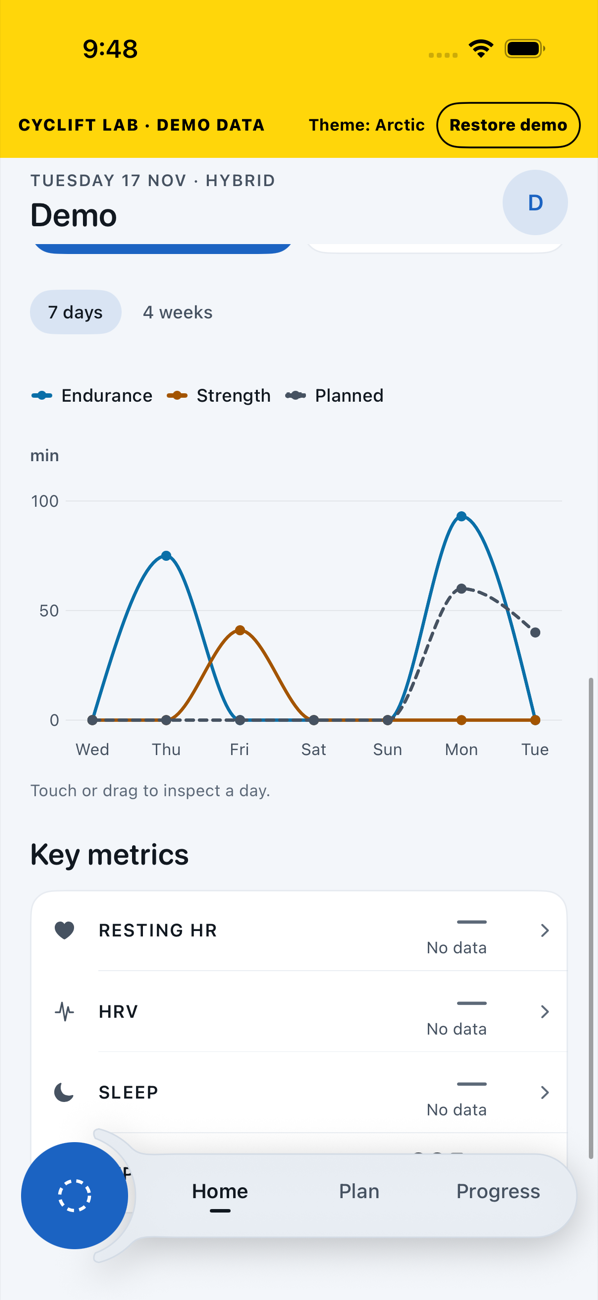 9:48
CYCLIFT LAB · DEMO DATA
Theme: Arctic
Restore demo
TUESDAY 17 NOV · HYBRID
Demo
D
7 days
4 weeks
Endurance
Strength
Planned
min
100
50
0
Wed Thu Fri Sat Sun Mon Tue
Touch or drag to inspect a day.
Key metrics
RESTING HR
No data
HRV
No data
SLEEP
No data
Home
Plan
Progress